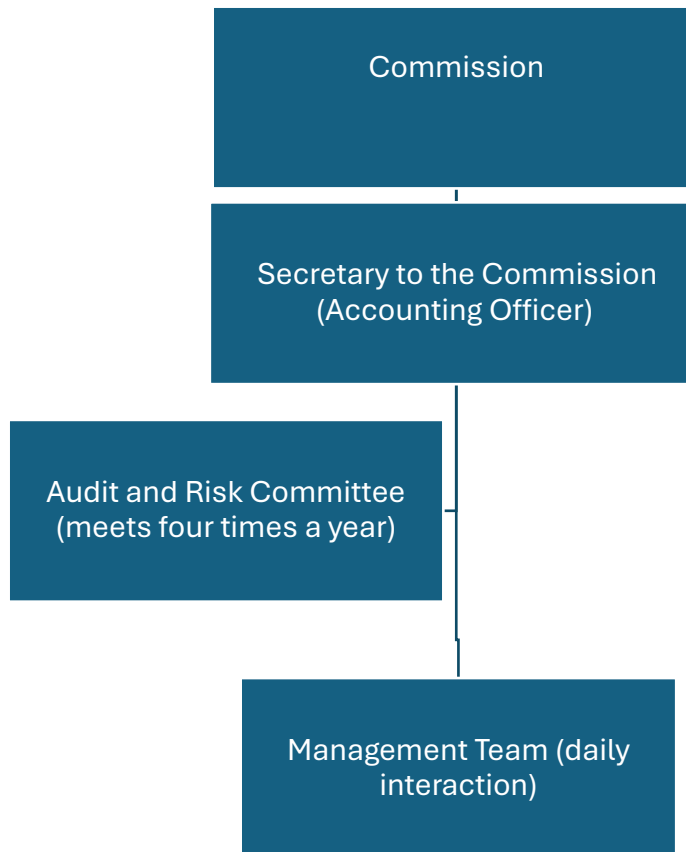 Commission
Secretary to the Commission
(Accounting Officer)
Audit and Risk Committee
(meets four times a year)
Management Team (daily
interaction)